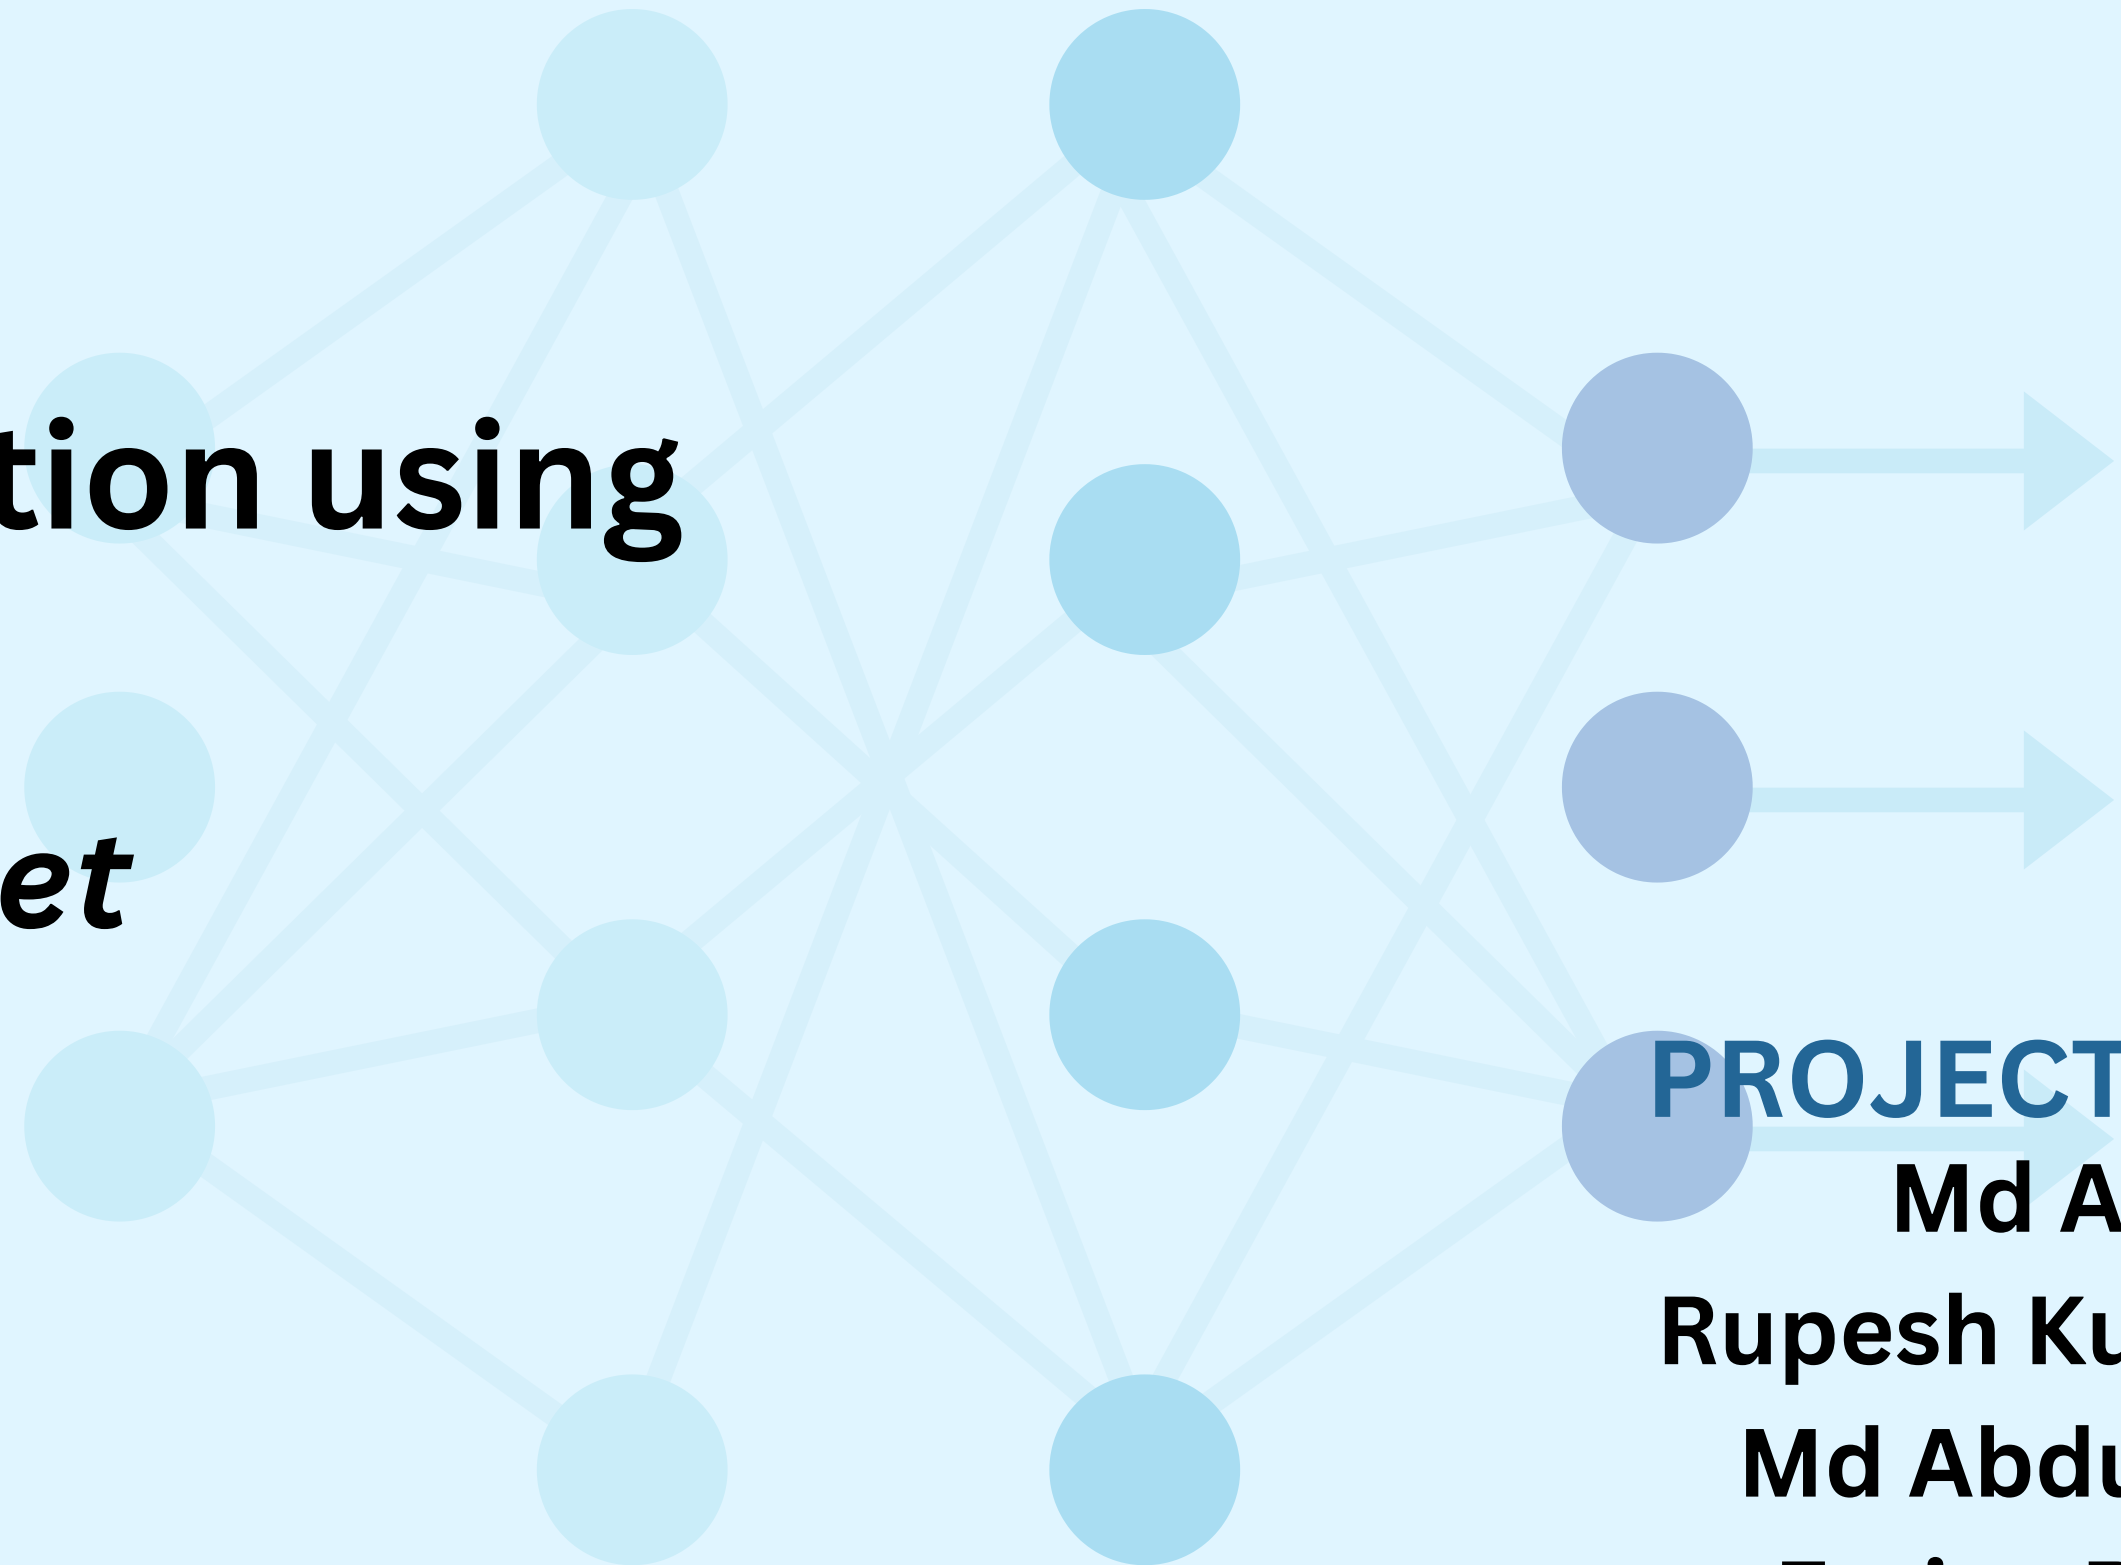 tion using
et
PROJECT
Md A
Rupesh Ku
Md Abdu